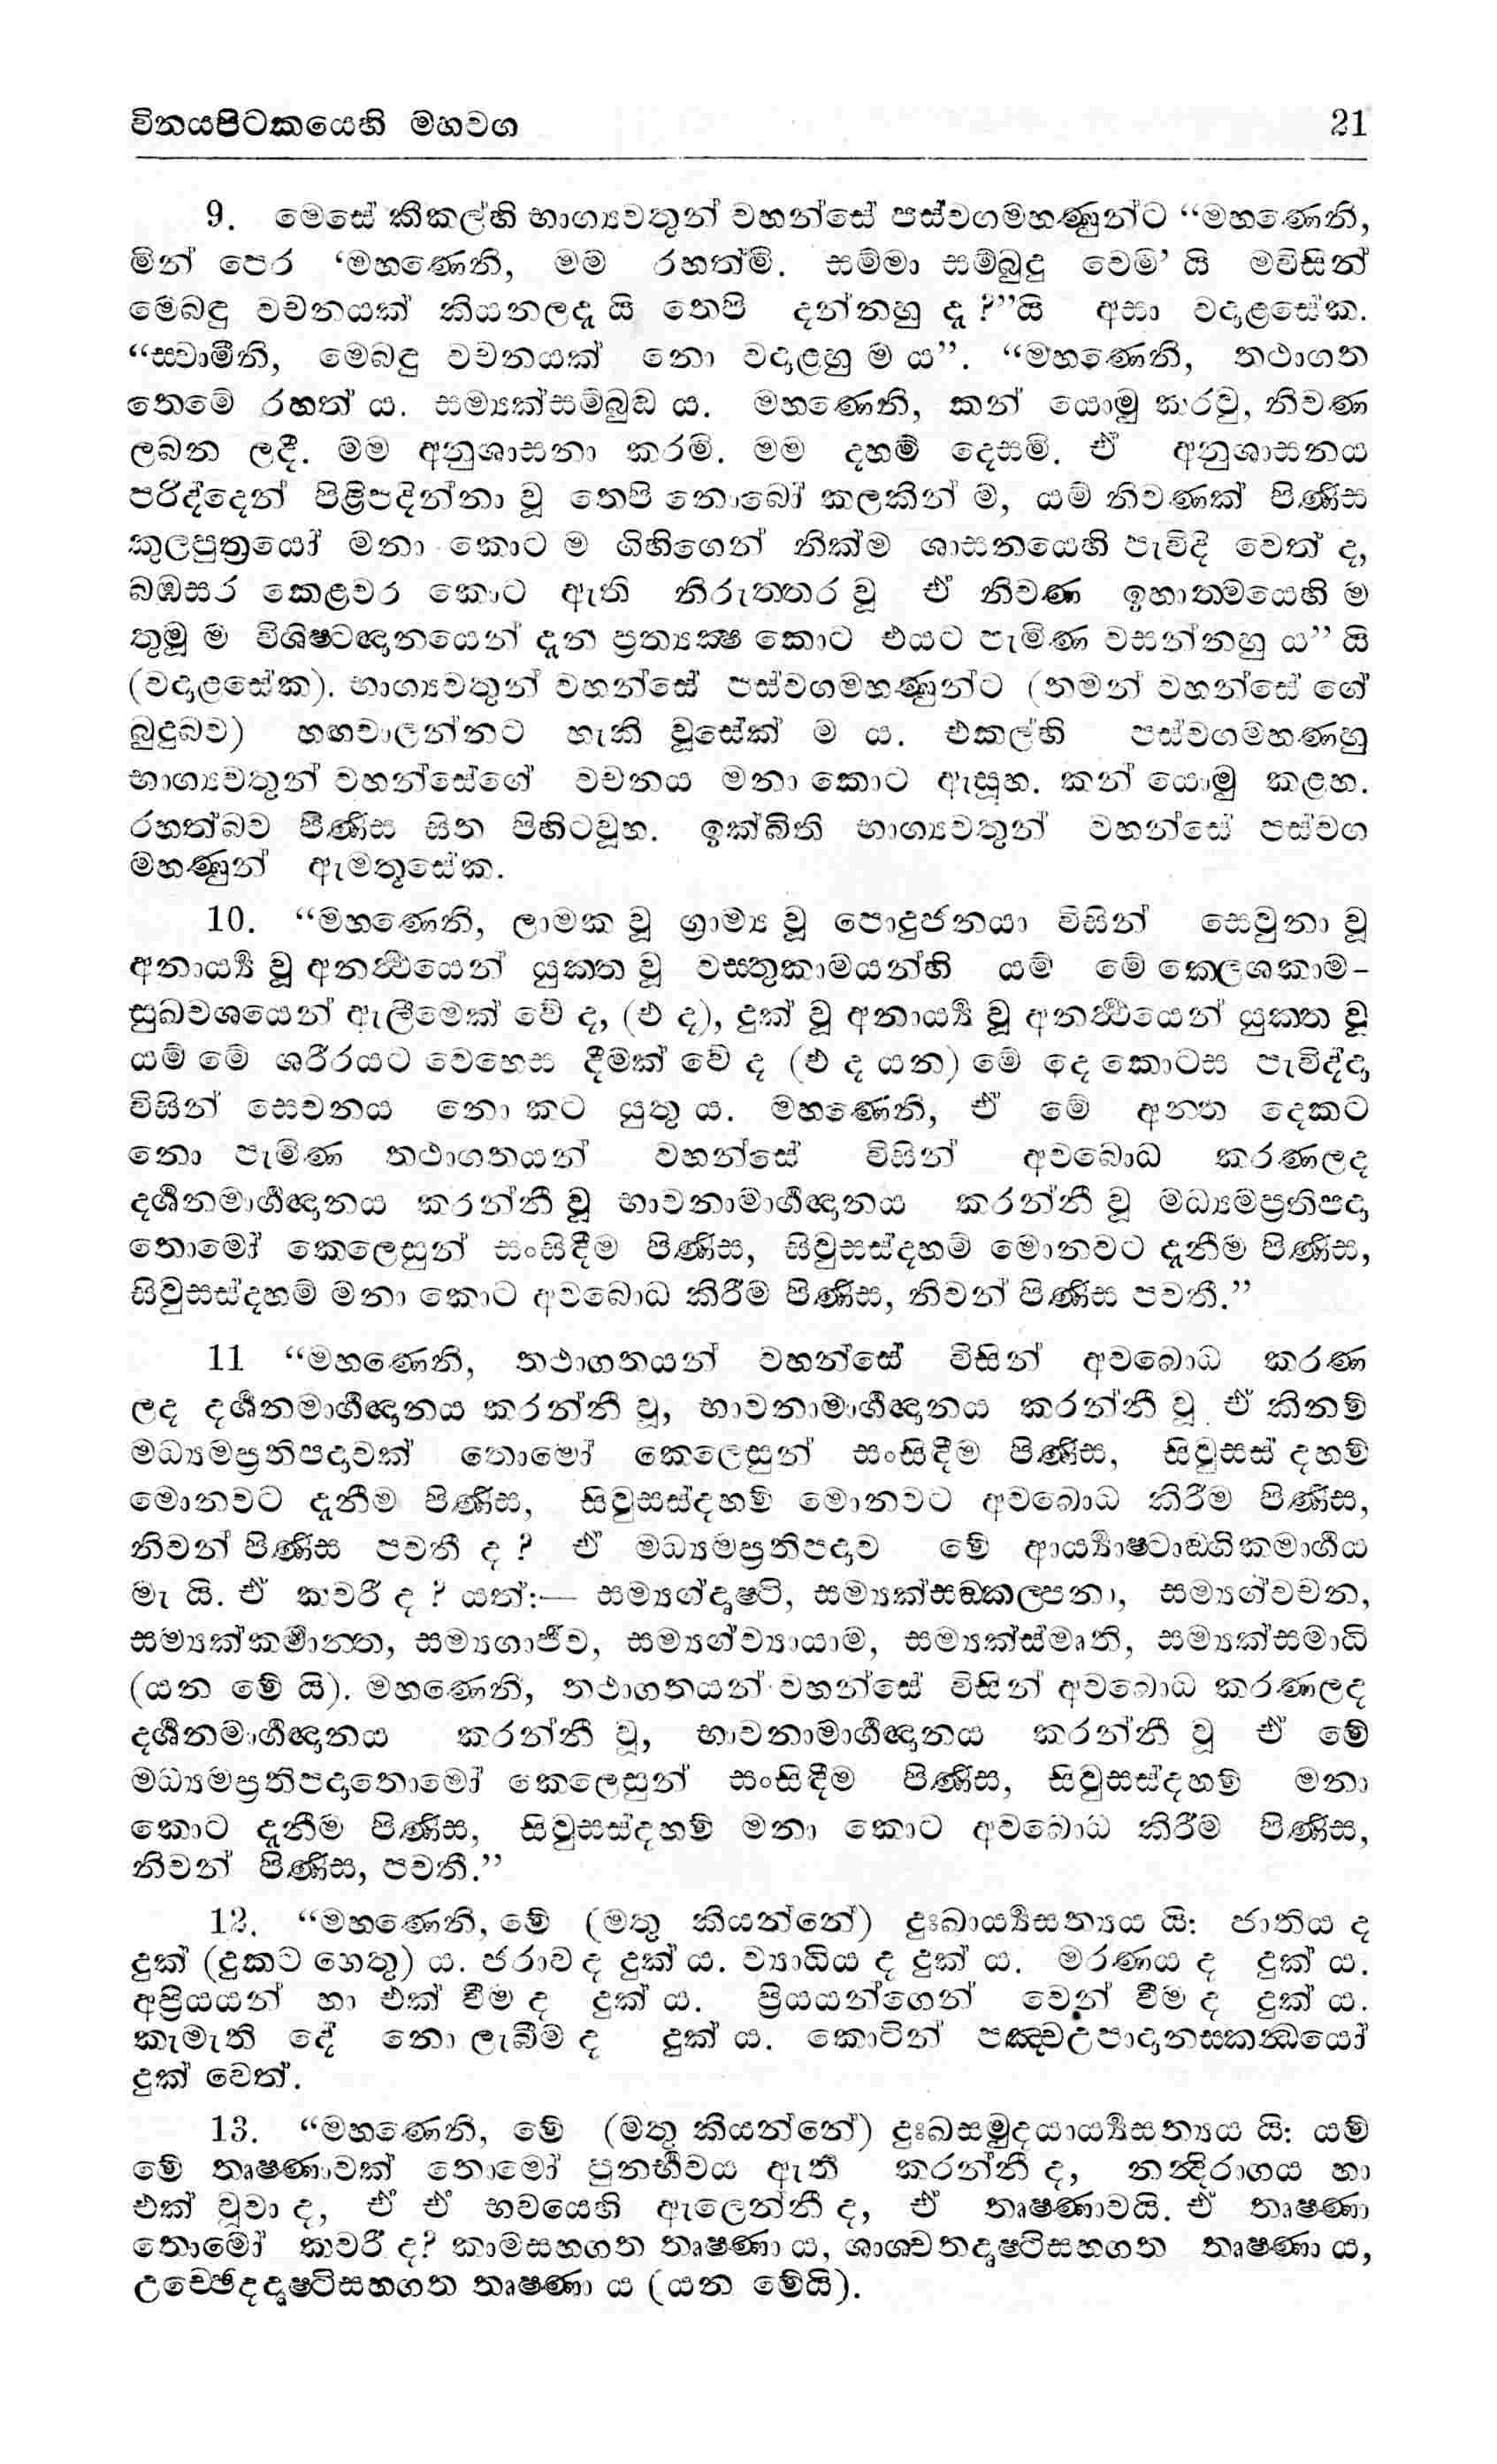 විනයපිටකයෙහි මහවග 21
9. මෙසේ කීකල්හි භාග්‍යවතුන් වහන්සේ පස්වගමහණුන්ට “මහණෙනි,
මින් පෙර ‘මහණෙනි, මම රහත්මි. සම්මා සම්බුදු වෙමි’ යි මවිසින්
මෙබඳු වචනයක් කියනලදැ යි තෙපි දන්නහු දැ ?”යි අසා වදාළසේක.
“ස්වාමීනි, මෙබඳු වචනයක් නො වදාළහු ම ය”. “මහණෙනි, තථාගත
තෙමේ රහත් ය. සම්‍යක්සම්බුද්ධ ය. මහණෙනි, කන් යොමු කරවු, නිවණ
ලබන ලදී. මම අනුශාසනා කරමි. මම දහම් දෙසමි. ඒ අනුශාසනය
පරිද්දෙන් පිළිපදින්නා වූ තෙපි නොබෝ කලකින් ම, යම් නිවණක් පිණිස
කුලපුත්‍රයෝ මනා කොට ම ගිහිගෙන් නික්ම ශාසනයෙහි පැවිදි වෙත් ද,
බඹසර කෙළවර කොට ඇති නිරුත්තර වූ ඒ නිවණ ඉහාත්මයෙහි ම
තුමූ ම විශිෂ්ටඥානයෙන් දැන ප්‍රත්‍යක්ෂ කොට එයට පැමිණ වසන්නහු ය” යි
(වදාළසේක). භාග්‍යවතුන් වහන්සේ පස්වගමහණුන්ට (තමන් වහන්සේ ගේ
බුදුබව) හඟවාලන්නට හැකි වූසේක් ම ය. එකල්හි පස්වගමහණහු
භාග්‍යවතුන් වහන්සේගේ වචනය මනා කොට ඇසූහ. කන් යොමු කළහ.
රහත්බව පිණිස සිත පිහිටවූහ. ඉක්බිති භාග්‍යවතුන් වහන්සේ පස්වග
මහණුන් ඇමතූසේක.
10. “මහණෙනි, ලාමක වූ ග්‍රාම්‍ය වූ පොදුජනයා විසින් සෙවුනා වූ
අනාර්‍ය්‍ය වූ අනර්‍ත්ථයෙන් යුක්ත වූ වස්තුකාමයන්හි යම් මේ ක්ලෙශකාම-
සුඛවශයෙන් ඇලීමෙක් වේ ද, (එ ද), දුක් වූ අනාර්‍ය්‍ය වූ අනර්‍ත්ථයෙන් යුක්ත වූ
යම් මේ ශරීරයට වෙහෙස දීමක් වේ ද (එ ද යන) මේ දෙ කොටස පැවිද්දා
විසින් සෙවනය නො කට යුතු ය. මහණෙනි, ඒ මේ අන්ත දෙකට
නො පැමිණ තථාගතයන් වහන්සේ විසින් අවබොධ කරණලද
දර්‍ශනමාර්‍ගඥානය කරන්නී වූ භාවනාමාර්‍ගඥානය කරන්නී වූ මධ්‍යමප්‍රතිපදා
තොමෝ කෙලෙසුන් සංසිඳීම පිණිස, සිවුසස්දහම් මොනවට දැනීම පිණිස,
සිවුසස්දහම් මනා කොට අවබොධ කිරීම පිණිස, නිවන් පිණිස පවතී.”
11 “මහණෙනි, තථාගතයන් වහන්සේ විසින් අවබොධ කරණ
ලද දර්‍ශනමාර්‍ගඥානය කරන්නී වූ, භාවනාමාර්‍ගඥානය කරන්නී වූ ඒ කිනම්
මධ්‍යමප්‍රතිපදාවක් තොමෝ කෙලෙසුන් සංසිඳීම පිණිස, සිවුසස් දහම්
මොනවට දැනීම පිණිස, සිවුසස්දහම් මොනවට අවබොධ කිරීම පිණිස,
නිවන් පිණිස පවතී ද ? ඒ මධ්‍යමප්‍රතිපදාව මේ ආර්‍ය්‍යාෂ්ටාඞ්ගිකමාර්‍ගය
මැ යි. ඒ කවරී ද ? යත්:— සම්‍යග්දෘෂ්ටි, සම්‍යක්සඞ්කල්පනා, සම්‍යග්වචන,
සම්‍යක්කර්‍මාන්ත, සම්‍යගාජීව, සම්‍යග්ව්‍යායාම, සම්‍යක්ස්මෘති, සම්‍යක්සමාධි
(යන මේ යි). මහණෙනි, තථාගතයන් වහන්සේ විසින් අවබොධ කරණලද
දර්‍ශනමාර්‍ගඥානය කරන්නී වූ, භාවනාමාර්‍ගඥානය කරන්නී වූ ඒ මේ
මධ්‍යමප්‍රතිපදාතොමෝ කෙලෙසුන් සංසිඳීම පිණිස, සිවුසස්දහම් මනා
කොට දැනීම පිණිස, සිවුසස්දහම් මනා කොට අවබොධ කිරීම පිණිස,
නිවන් පිණිස, පවතී.”
12. “මහණෙනි, මේ (මතු කියන්නේ) දුඃඛාර්‍ය්‍යසත්‍යය යි: ජාතිය ද
දුක් (දුකට හෙතු) ය. ජරාව ද දුක් ය. ව්‍යාධිය ද දුක් ය. මරණය ද දුක් ය.
අප්‍රියයන් හා එක් වීම ද දුක් ය. ප්‍රියයන්ගෙන් වෙන් වීම ද දුක් ය.
කැමැති දේ නො ලැබීම ද දුක් ය. කොටින් පඤ්චඋපාදානස්කන්ධයෝ
දුක් වෙත්.
13. “මහණෙනි, මේ (මතු කියන්නේ) දුඃඛසමුදයාර්‍ය්‍යසත්‍යය යි: යම්
මේ තෘෂ්ණාවක් තොමෝ පුනර්‍භවය ඇති කරන්නී ද, නන්දිරාගය හා
එක් වූවා ද, ඒ ඒ භවයෙහි ඇලෙන්නී ද, ඒ තෘෂ්ණාවයි. ඒ තෘෂ්ණා
තොමෝ කවරී ද? කාමසහගත තෘෂ්ණා ය, ශාශ්වතදෘෂ්ටිසහගත තෘෂ්ණා ය,
උච්ඡේදදෘෂ්ටිසහගත තෘෂ්ණා ය (යන මේයි).